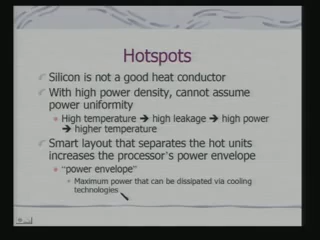 Hotspots
Silicon is not a good heat conductor
With high power density, cannot assume
power uniformity
High temperature ➔ high leakage ➔ high power
➔ higher temperature
Smart layout that separates the hot units
increases the processor's power envelope
"power envelope"
Maximum power that can be dissipated via cooling
technologies